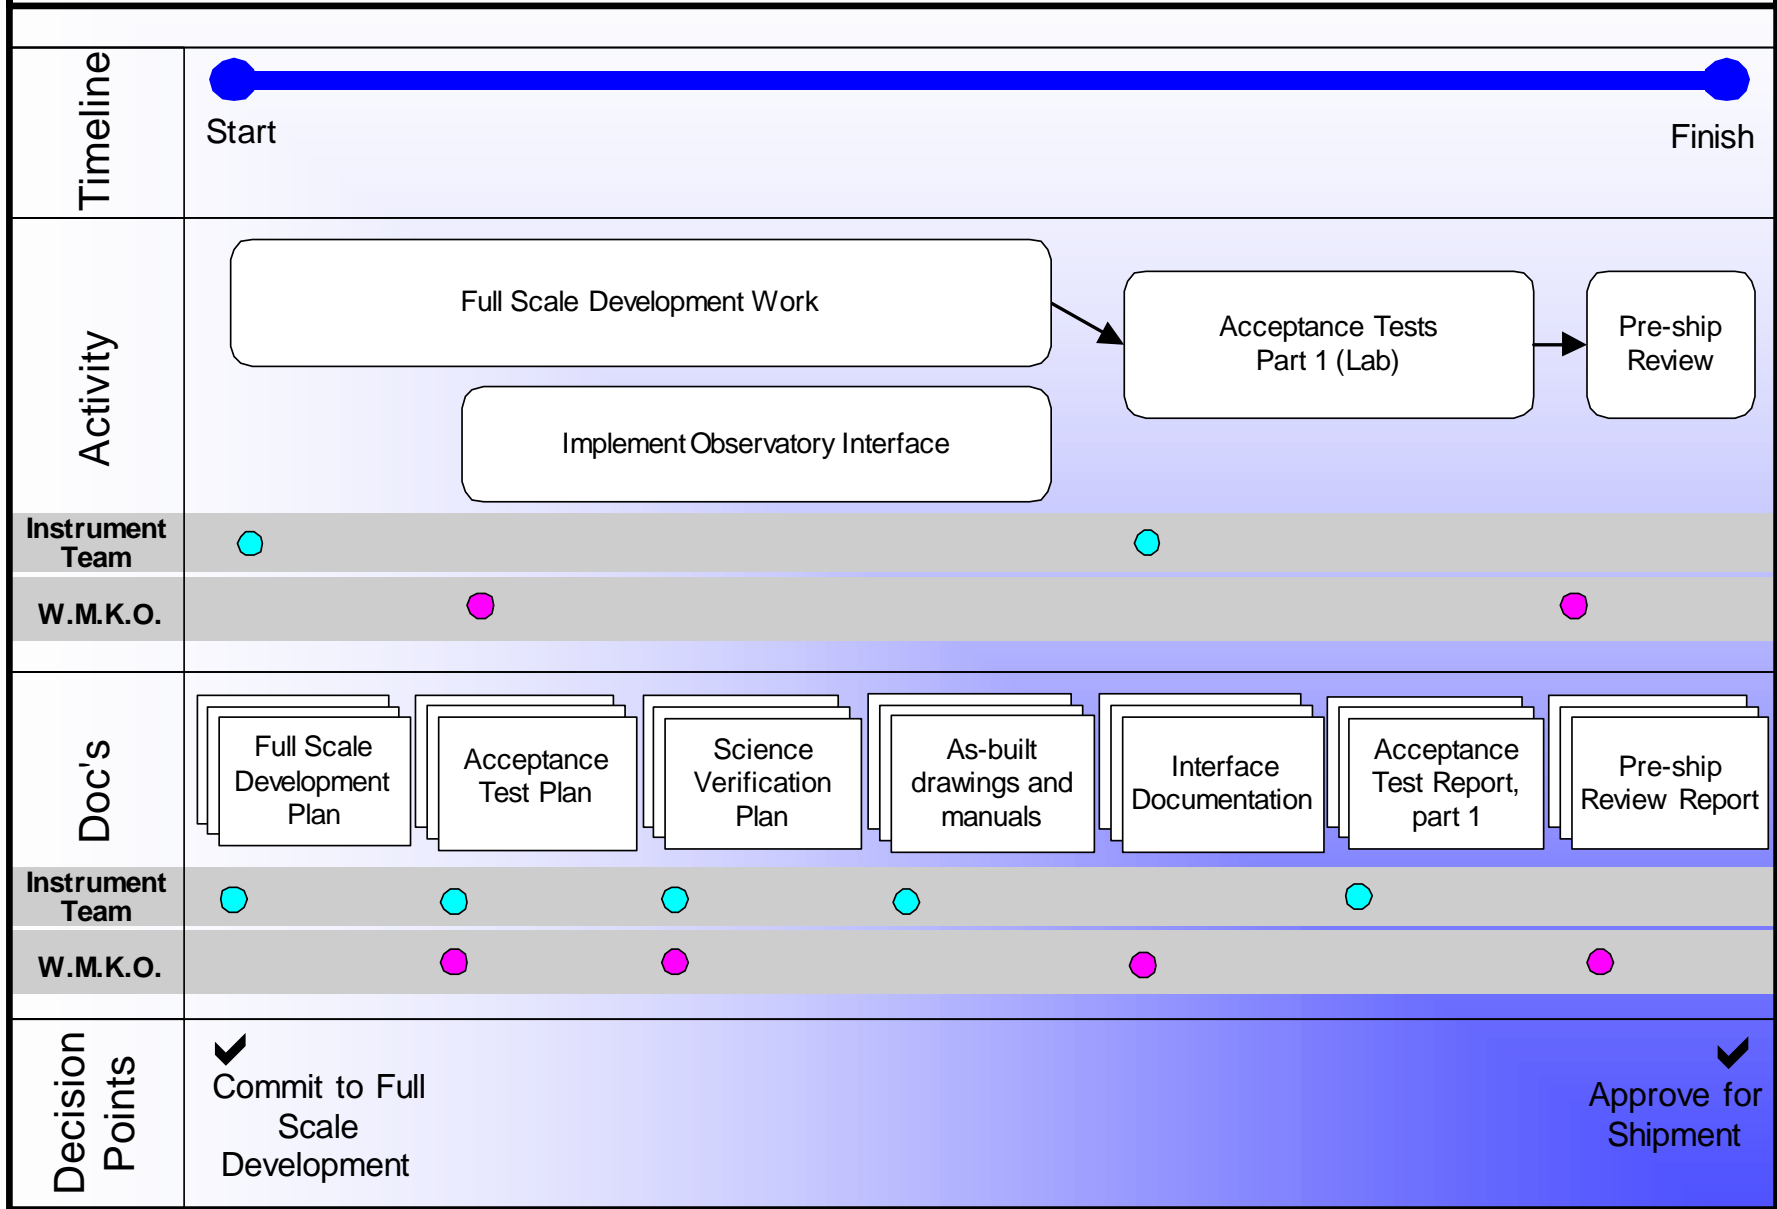 Timeline
Start
Finish
Activity
Full Scale Development Work
Acceptance Tests
Part 1 (Lab)
Pre-ship
Review
Implement Observatory Interface
Instrument
Team
W.M.K.O.
Doc's
Full Scale
Development
Plan
Acceptance
Test Plan
Science
Verification
Plan
As-built
drawings and
manuals
Interface
Documentation
Acceptance
Test Report,
part 1
Pre-ship
Review Report
Instrument
Team
W.M.K.O.
Decision
Points
Commit to Full
Scale
Development
Approve for
Shipment